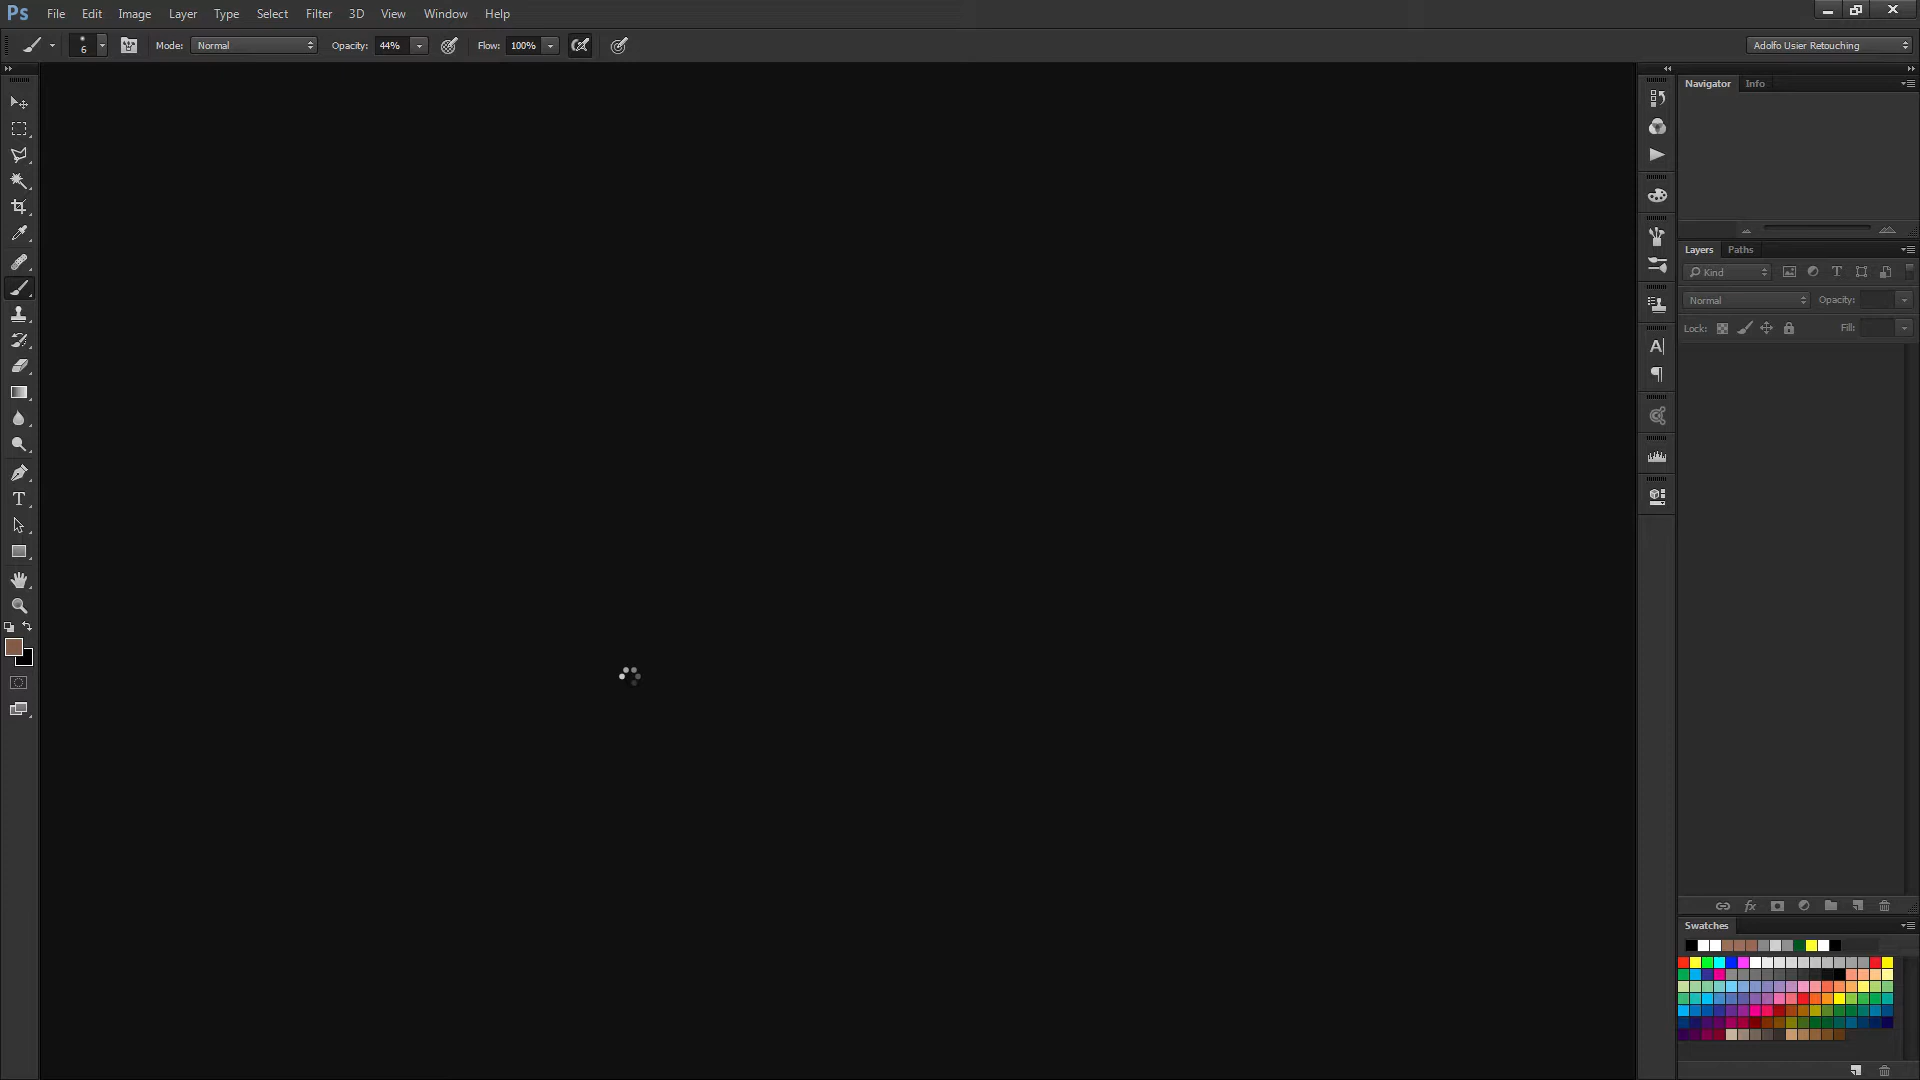 Ps File Edit Image Layer Type Select Filter 3D View Window Help
6 Mode: Normal Opacity: 44% Flow: 100% Adolfo Usier Retouching
Navigator Info
Layers Paths
Kind
Normal Opacity:
Lock: Fill:
Swatches